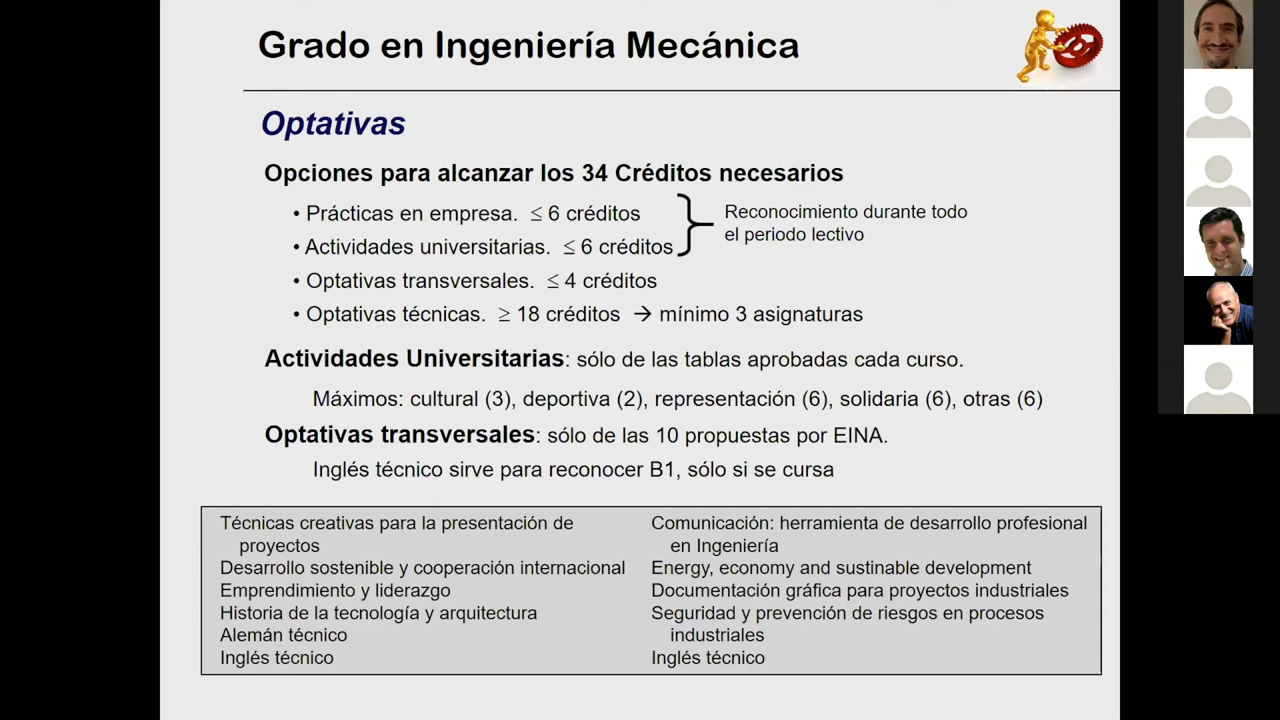 Grado en Ingeniería Mecánica
Optativas
Opciones para alcanzar los 34 Créditos necesarios
• Prácticas en empresa. ≤ 6 créditos
• Actividades universitarias. ≤ 6 créditos
Reconocimiento durante todo
el periodo lectivo
• Optativas transversales. ≤ 4 créditos
• Optativas técnicas. ≥ 18 créditos → mínimo 3 asignaturas
Actividades Universitarias: sólo de las tablas aprobadas cada curso.
Máximos: cultural (3), deportiva (2), representación (6), solidaria (6), otras (6)
Optativas transversales: sólo de las 10 propuestas por EINA.
Inglés técnico sirve para reconocer B1, sólo si se cursa
Técnicas creativas para la presentación de
proyectos
Desarrollo sostenible y cooperación internacional
Emprendimiento y liderazgo
Historia de la tecnología y arquitectura
Alemán técnico
Inglés técnico
Comunicación: herramienta de desarrollo profesional
en Ingeniería
Energy, economy and sustinable development
Documentación gráfica para proyectos industriales
Seguridad y prevención de riesgos en procesos
industriales
Inglés técnico